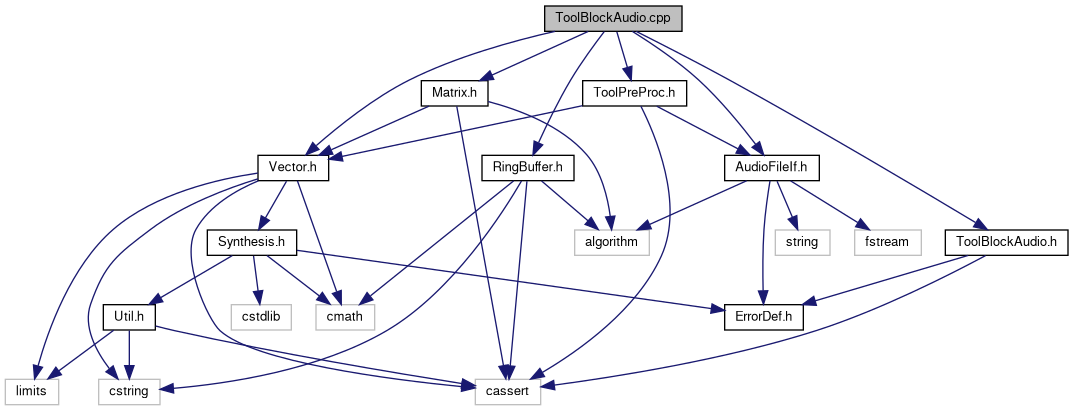 ToolBlockAudio.cpp
Matrix.h
ToolPreProc.h
Vector.h
RingBuffer.h
AudioFileIf.h
Synthesis.h
algorithm
string
fstream
ToolBlockAudio.h
Util.h
cstdlib
cmath
ErrorDef.h
limits
cstring
cassert